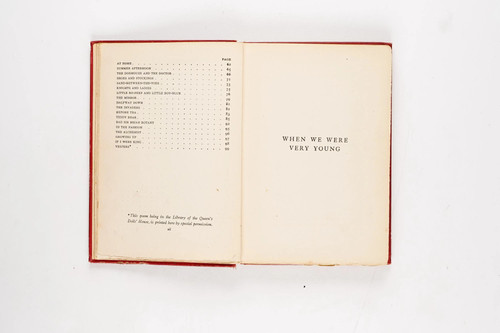 PAGE
AT HOME
SUMMER AFTERNOON
THE DORMOUSE AND THE DOCTOR 66
SHOES AND STOCKINGS
SAND-BETWEEN-THE-TOES
KNIGHTS AND LADIES
LITTLE BO-PEEP AND LITTLE BOY BLUE
THE MIRROR
HALFWAY DOWN
THE INVADERS
BEFORE TEA
TEDDY BEAR
BAD SIR BRIAN BOTANY
IN THE FASHION
THE ALCHEMIST
GROWING UP
IF I WERE KING
VESPERS* 99
*This poem being in the Library of the Queen's
Dolls' House, is printed here by special permission.
WHEN WE WERE
VERY YOUNG